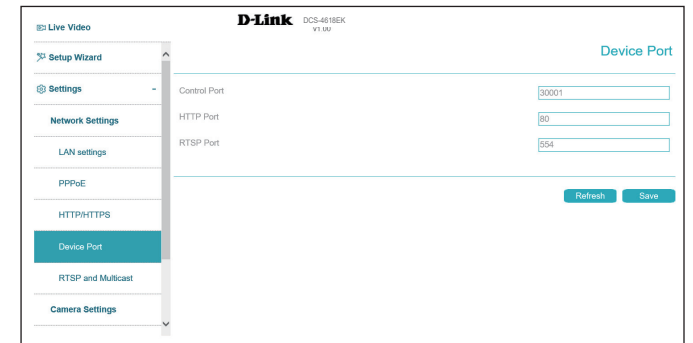 Live Video
D-Link DCS-4618EK
V1.00
Setup Wizard
Device Port
Settings -
Control Port 30001
HTTP Port 80
RTSP Port 554
Network Settings
LAN settings
PPPoE
HTTP/HTTPS
Device Port
RTSP and Multicast
Camera Settings
Refresh Save